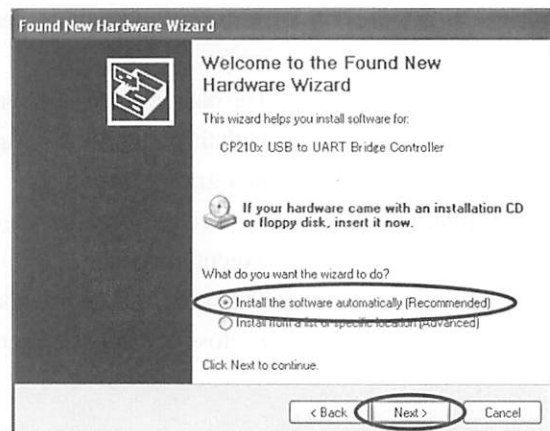 Found New Hardware Wizard
Welcome to the Found New
Hardware Wizard
This wizard helps you install software for:
CP210x USB to UART Bridge Controller
If your hardware came with an installation CD
or floppy disk, insert it now.
What do you want the wizard to do?
Install the software automatically (Recommended)
Install from a list or specific location (Advanced)
Click Next to continue.
< Back
Next >
Cancel